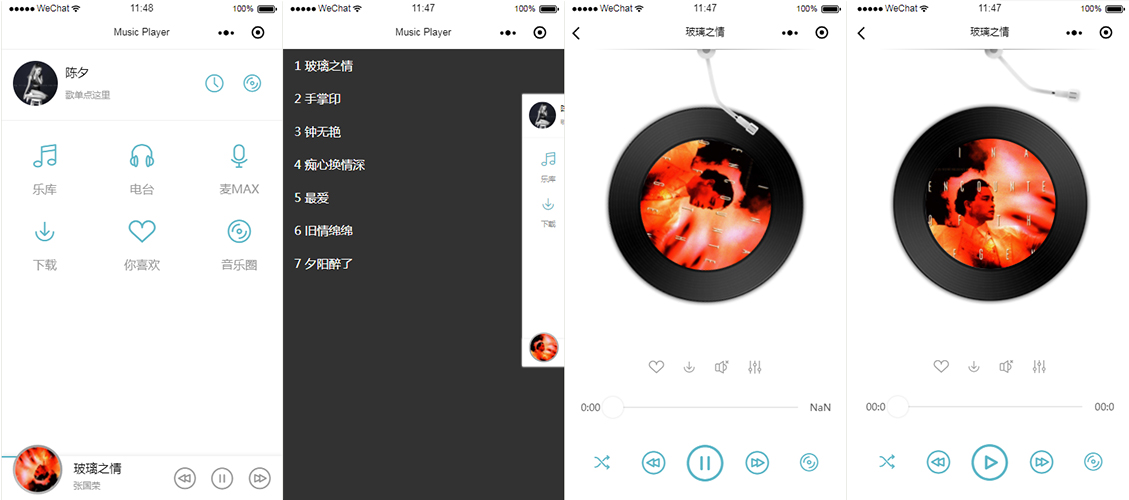 ●●●●● WeChat 11:48 100%
Music Player
陈夕
歌单点这里
乐库 电台 麦MAX
下载 你喜欢 音乐圈
玻璃之情
张国荣
●●●●● WeChat 11:47 100%
Music Player
1 玻璃之情
2 手掌印
3 钟无艳
4 痴心换情深
5 最爱
6 旧情绵绵
7 夕阳醉了
乐库
下载
●●●●● WeChat 11:47 100%
玻璃之情
0:00 NaN
●●●●● WeChat 11:47 100%
玻璃之情
I N A
E N C O U N T E
00:0 00:0